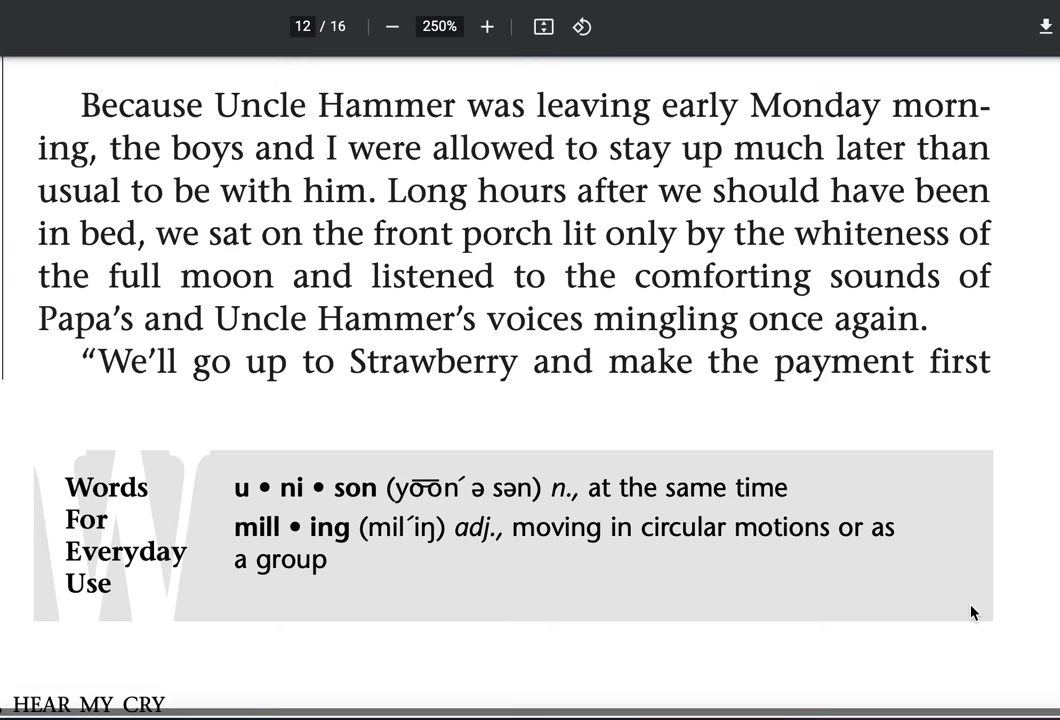 12 / 16
250%
Because Uncle Hammer was leaving early Monday morn-
ing, the boys and I were allowed to stay up much later than
usual to be with him. Long hours after we should have been
in bed, we sat on the front porch lit only by the whiteness of
the full moon and listened to the comforting sounds of
Papa’s and Uncle Hammer’s voices mingling once again.
“We’ll go up to Strawberry and make the payment first
Words
For
Everyday
Use
u • ni • son (yo͞on´ ə sən) n., at the same time
mill • ing (mil´iŋ) adj., moving in circular motions or as
a group
, HEAR MY CRY